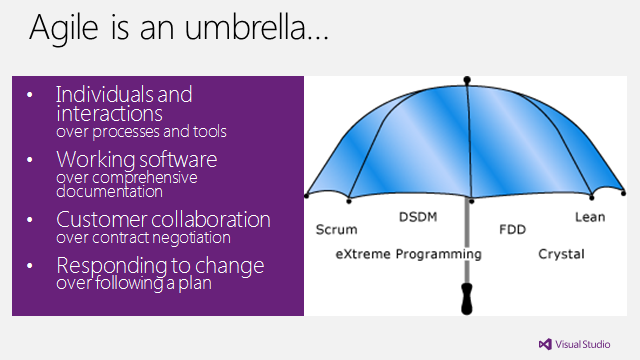 Agile is an umbrella...
• Individuals and
interactions
over processes and tools
• Working software
over comprehensive
documentation
• Customer collaboration
over contract negotiation
• Responding to change
over following a plan
Scrum
DSDM
FDD
Lean
eXtreme Programming
Crystal
Visual Studio